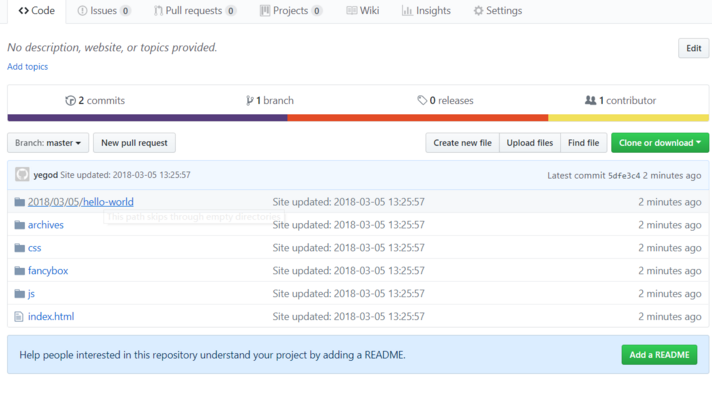 Code Issues 0 Pull requests 0 Projects 0 Wiki Insights Settings
No description, website, or topics provided. Edit
Add topics
2 commits 1 branch 0 releases 1 contributor
Branch: master New pull request Create new file Upload files Find file Clone or download
yegod Site updated: 2018-03-05 13:25:57 Latest commit 5dfe3c4 2 minutes ago
2018/03/05/hello-world Site updated: 2018-03-05 13:25:57 2 minutes ago
This path skips through empty directories
archives Site updated: 2018-03-05 13:25:57 2 minutes ago
css Site updated: 2018-03-05 13:25:57 2 minutes ago
fancybox Site updated: 2018-03-05 13:25:57 2 minutes ago
js Site updated: 2018-03-05 13:25:57 2 minutes ago
index.html Site updated: 2018-03-05 13:25:57 2 minutes ago
Help people interested in this repository understand your project by adding a README. Add a README